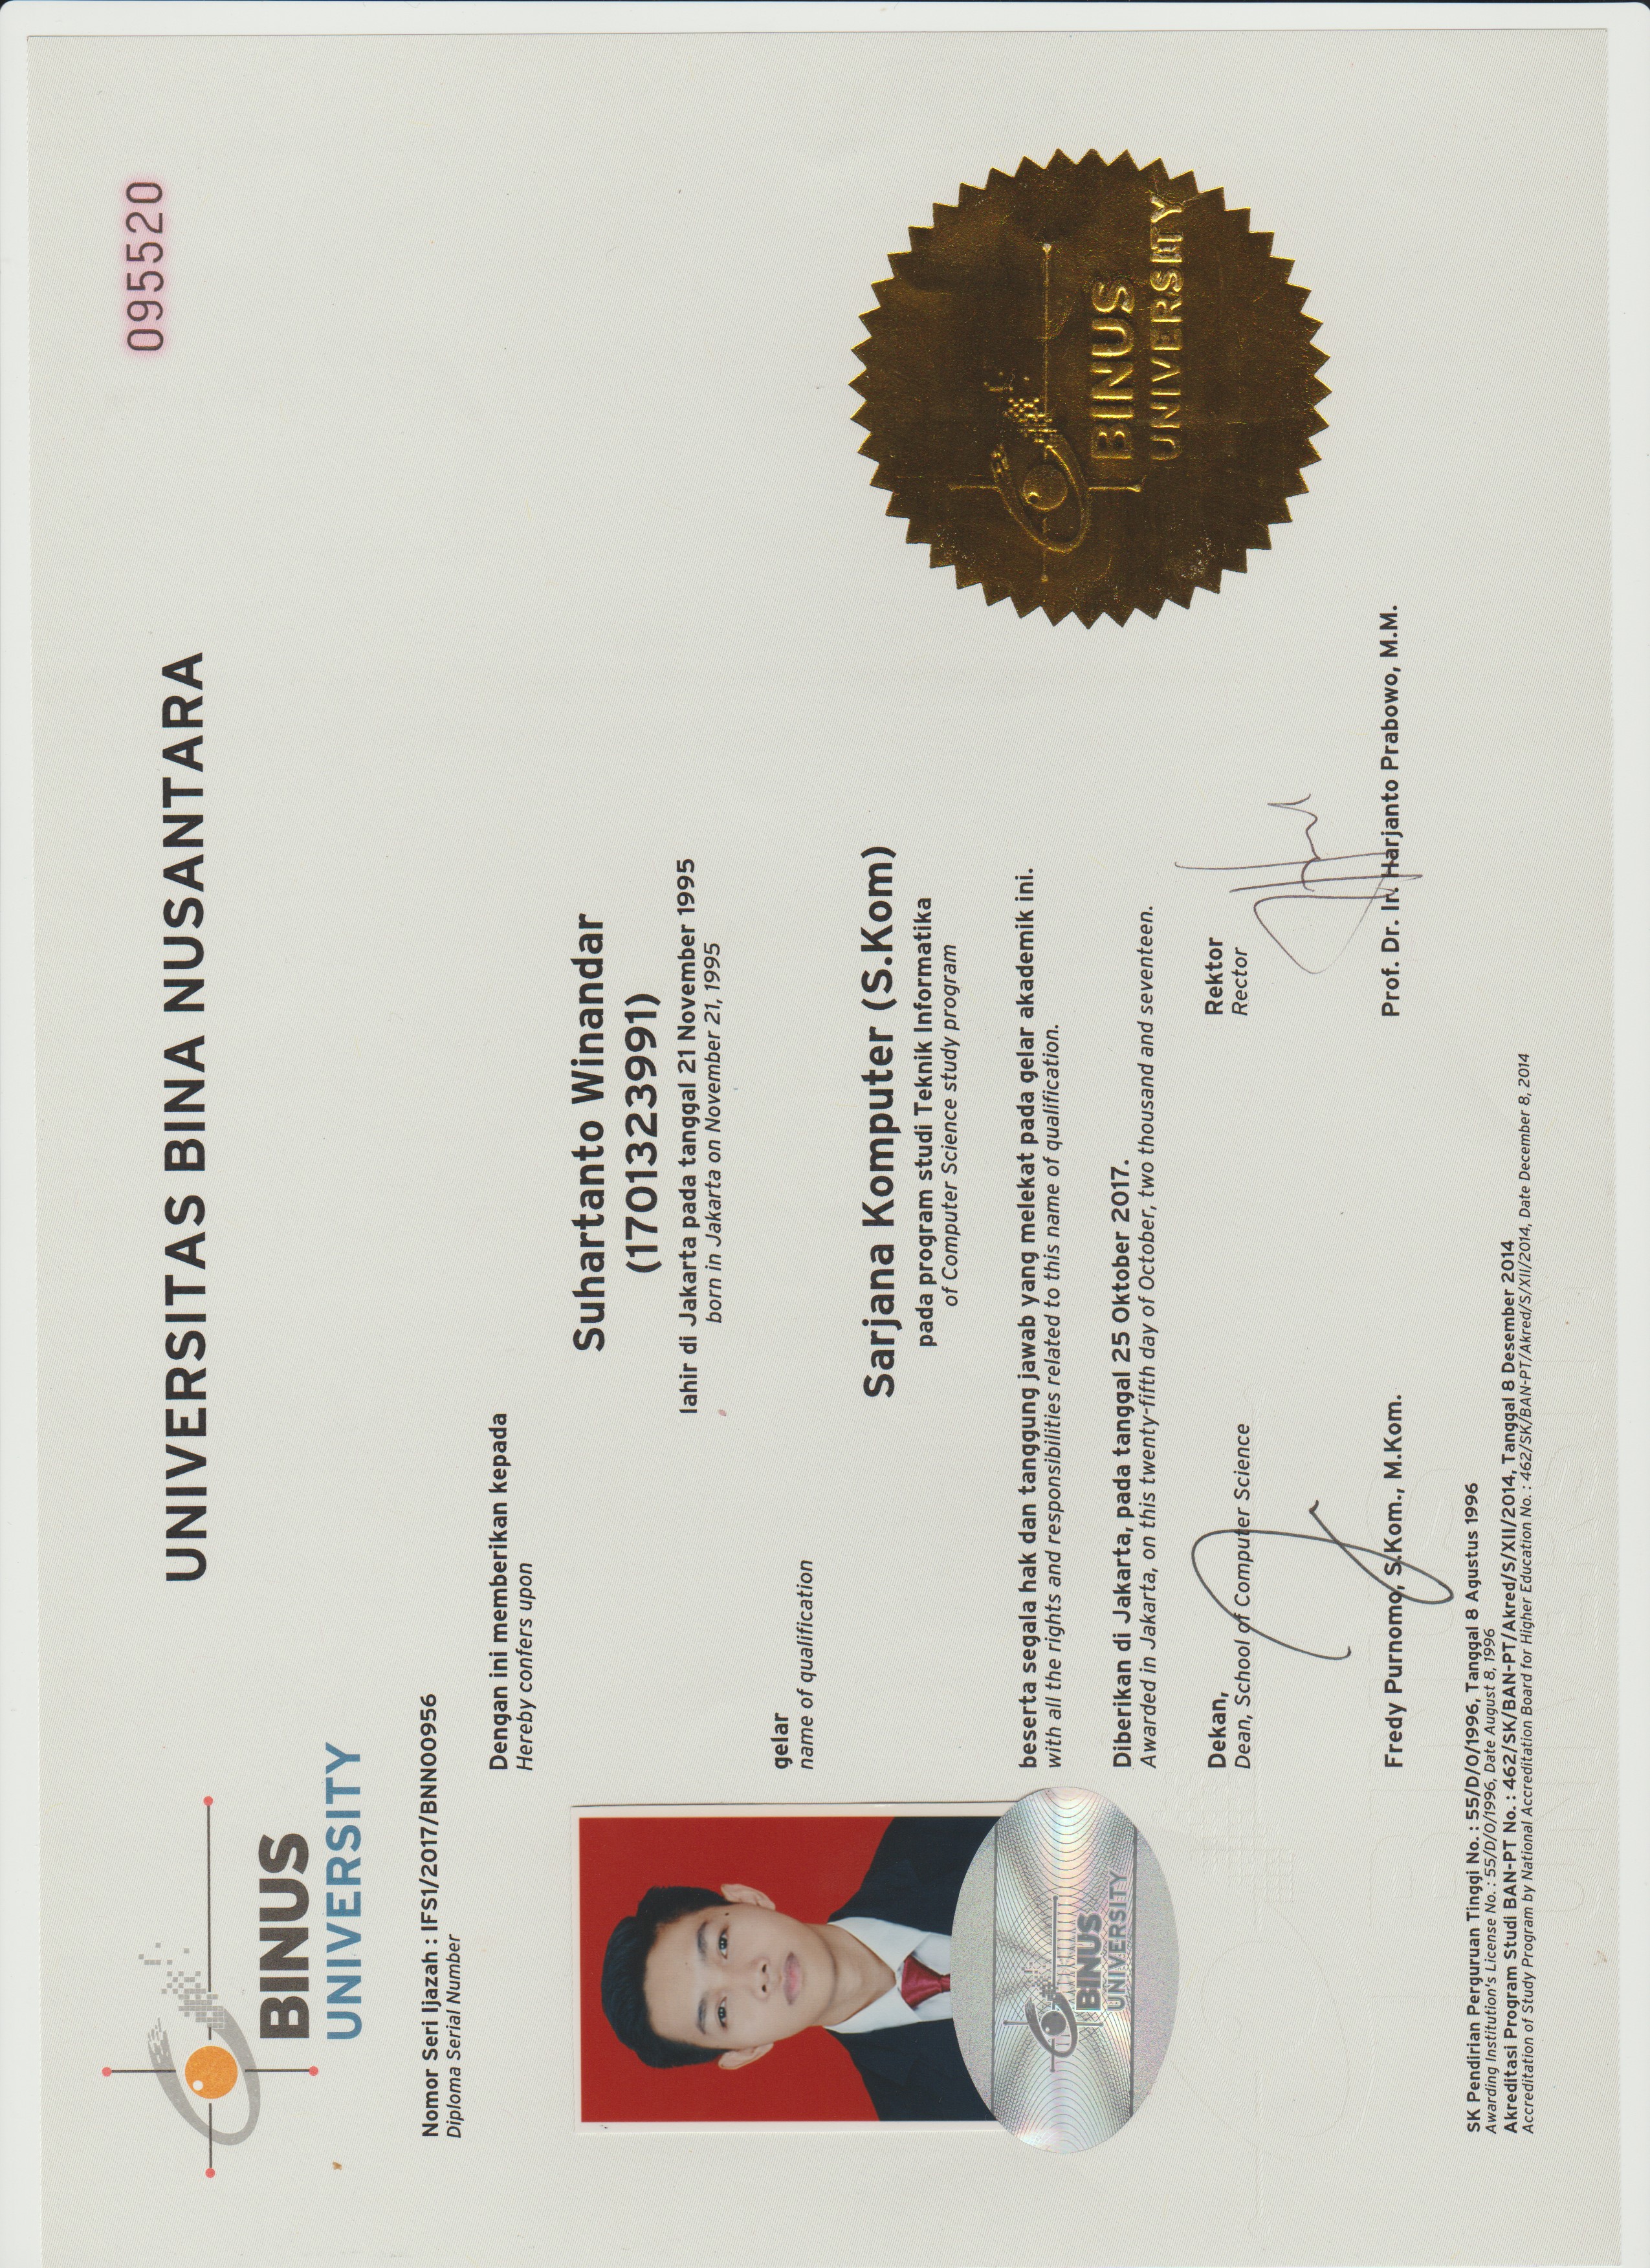 095520
UNIVERSITAS BINA NUSANTARA
BINUS
UNIVERSITY
Nomor Seri Ijazah : IFS1/2017/BNN00956
Diploma Serial Number
Dengan ini memberikan kepada
Hereby confers upon
Suhartanto Winandar
(1701323991)
lahir di Jakarta pada tanggal 21 November 1995
born in Jakarta on November 21, 1995
gelar
name of qualification
Sarjana Komputer (S.Kom)
pada program studi Teknik Informatika
of Computer Science study program
beserta segala hak dan tanggung jawab yang melekat pada gelar akademik ini.
with all the rights and responsibilities related to this name of qualification.
Diberikan di Jakarta, pada tanggal 25 Oktober 2017.
Awarded in Jakarta, on this twenty-fifth day of October, two thousand and seventeen.
Dekan,
Dean, School of Computer Science
Fredy Purnomo, S.Kom., M.Kom.
Rektor
Rector
Prof. Dr. Ir. Harjanto Prabowo, M.M.
BINUS
UNIVERSITY
BINUS
UNIVERSITY
SK Pendirian Perguruan Tinggi No. : 55/D/O/1996, Tanggal 8 Agustus 1996
Awarding Institution's License No. : 55/D/O/1996, Date August 8, 1996
Akreditasi Program Studi BAN-PT No. : 462/SK/BAN-PT/Akred/S/XII/2014, Tanggal 8 Desember 2014
Accreditation of Study Program by National Accreditation Board for Higher Education No. : 462/SK/BAN-PT/Akred/S/XII/2014, Date December 8, 2014